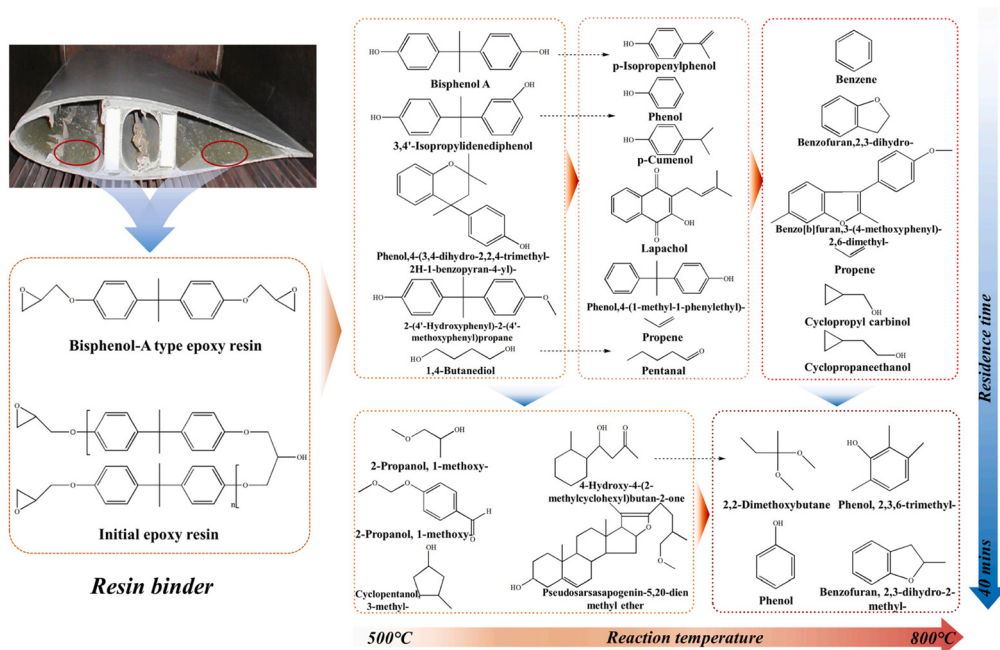 Resin binder
Bisphenol-A type epoxy resin
O
O
O
O
Initial epoxy resin
O
O
O
O
O
O
OH
n
HO
OH
Bisphenol A
HO
OH
3,4'-Isopropylidenediphenol
O
OH
Phenol,4-(3,4-dihydro-2,2,4-trimethyl-
2H-1-benzopyran-4-yl)-
HO
O
2-(4'-Hydroxyphenyl)-2-(4'-
methoxyphenyl)propane
HO
OH
1,4-Butanediol
HO
p-Isopropenylphenol
HO
Phenol
HO
p-Cumenol
O
O
OH
Lapachol
OH
Phenol,4-(1-methyl-1-phenylethyl)-
Propene
O
Pentanal
Benzene
O
Benzofuran,2,3-dihydro-
O
O
Benzo[b]furan,3-(4-methoxyphenyl)-
2,6-dimethyl-
Propene
OH
Cyclopropyl carbinol
OH
Cyclopropaneethanol
OH
O
2-Propanol, 1-methoxy-
O
O
O
2-Propanol, 1-methoxy-
OH
Cyclopentanol,
3-methyl-
OH
O
4-Hydroxy-4-(2-
methylcyclohexyl)butan-2-one
O
O
HO
Pseudosarsasapogenin-5,20-dien
methyl ether
O
O
2,2-Dimethoxybutane
HO
Phenol, 2,3,6-trimethyl-
OH
Phenol
O
Benzofuran, 2,3-dihydro-2-
methyl-
500°C
Reaction temperature
800°C
Residence time
40 mins